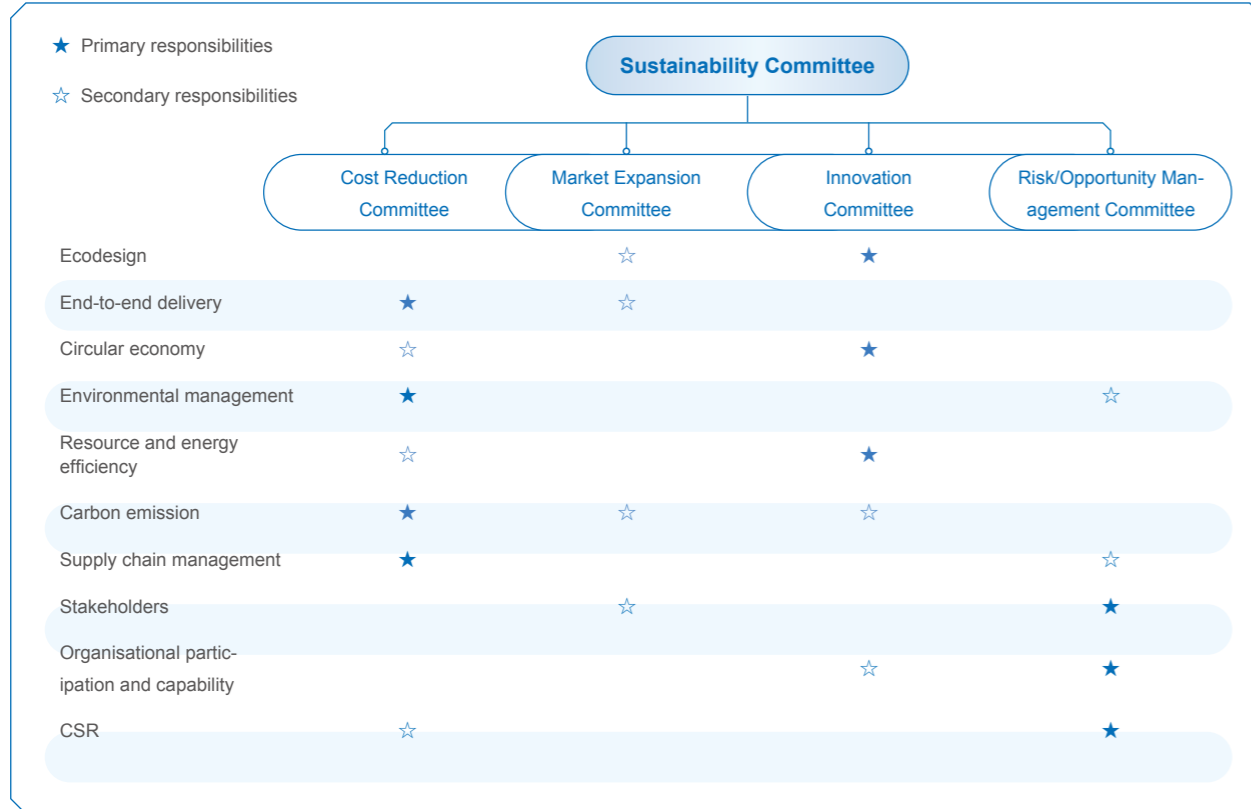 ★ Primary responsibilities
☆ Secondary responsibilities
Sustainability Committee
Cost Reduction
Committee
Market Expansion
Committee
Innovation
Committee
Risk/Opportunity Man-
agement Committee
Ecodesign ☆ ★
End-to-end delivery ★ ☆
Circular economy ☆ ★
Environmental management ★ ☆
Resource and energy
efficiency ☆ ★
Carbon emission ★ ☆ ☆
Supply chain management ★ ☆
Stakeholders ☆ ★
Organisational partic-
ipation and capability ☆ ★
CSR ☆ ★